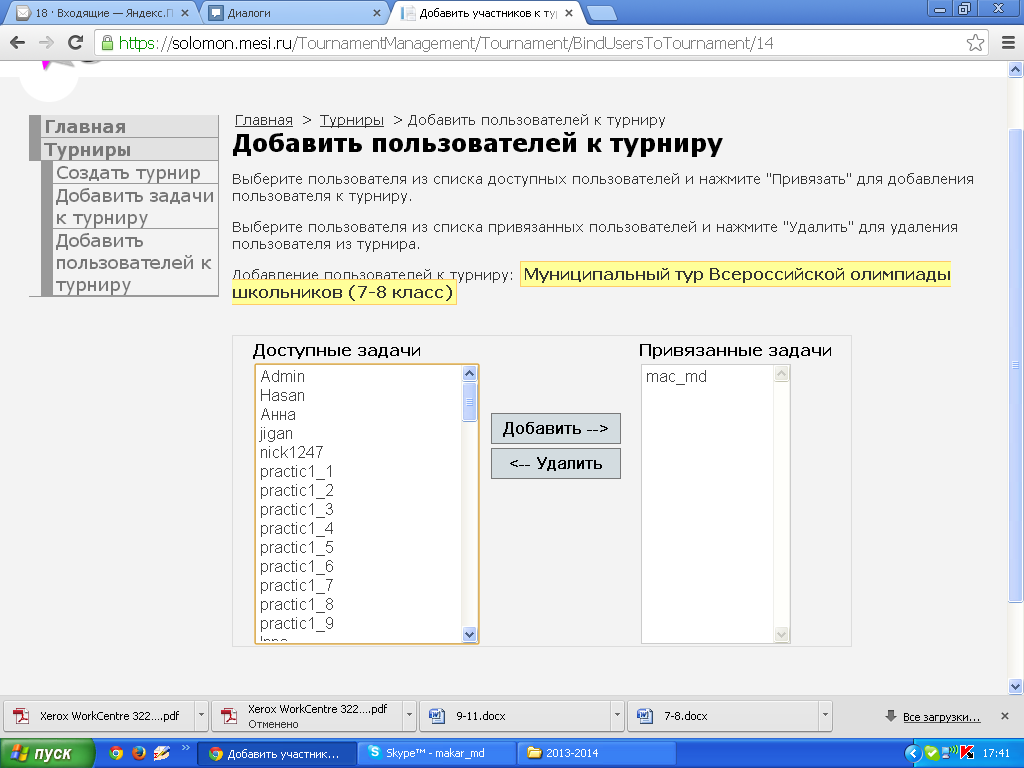 18 · Входящие — Яндекс.П
Диалоги
Добавить участников к ту
https://solomon.mesi.ru/TournamentManagement/Tournament/BindUsersToTournament/14
Главная
Турниры
Создать турнир
Добавить задачи
к турниру
Добавить
пользователей к
турниру
Главная > Турниры > Добавить пользователей к турниру
Добавить пользователей к турниру
Выберите пользователя из списка доступных пользователей и нажмите "Привязать" для добавления
пользователя к турниру.
Выберите пользователя из списка привязанных пользователей и нажмите "Удалить" для удаления
пользователя из турнира.
Добавление пользователей к турниру: Муниципальный тур Всероссийской олимпиады
школьников (7-8 класс)
Доступные задачи
Admin
Hasan
Анна
jigan
nick1247
practic1_1
practic1_2
practic1_3
practic1_4
practic1_5
practic1_6
practic1_7
practic1_8
practic1_9
Добавить -->
<-- Удалить
Привязанные задачи
mac_md
Xerox WorkCentre 322....pdf
Xerox WorkCentre 322....pdf
Отменено
9-11.docx
7-8.docx
Все загрузки...
пуск
Добавить участник...
Skype™ - makar_md
2013-2014
17:41